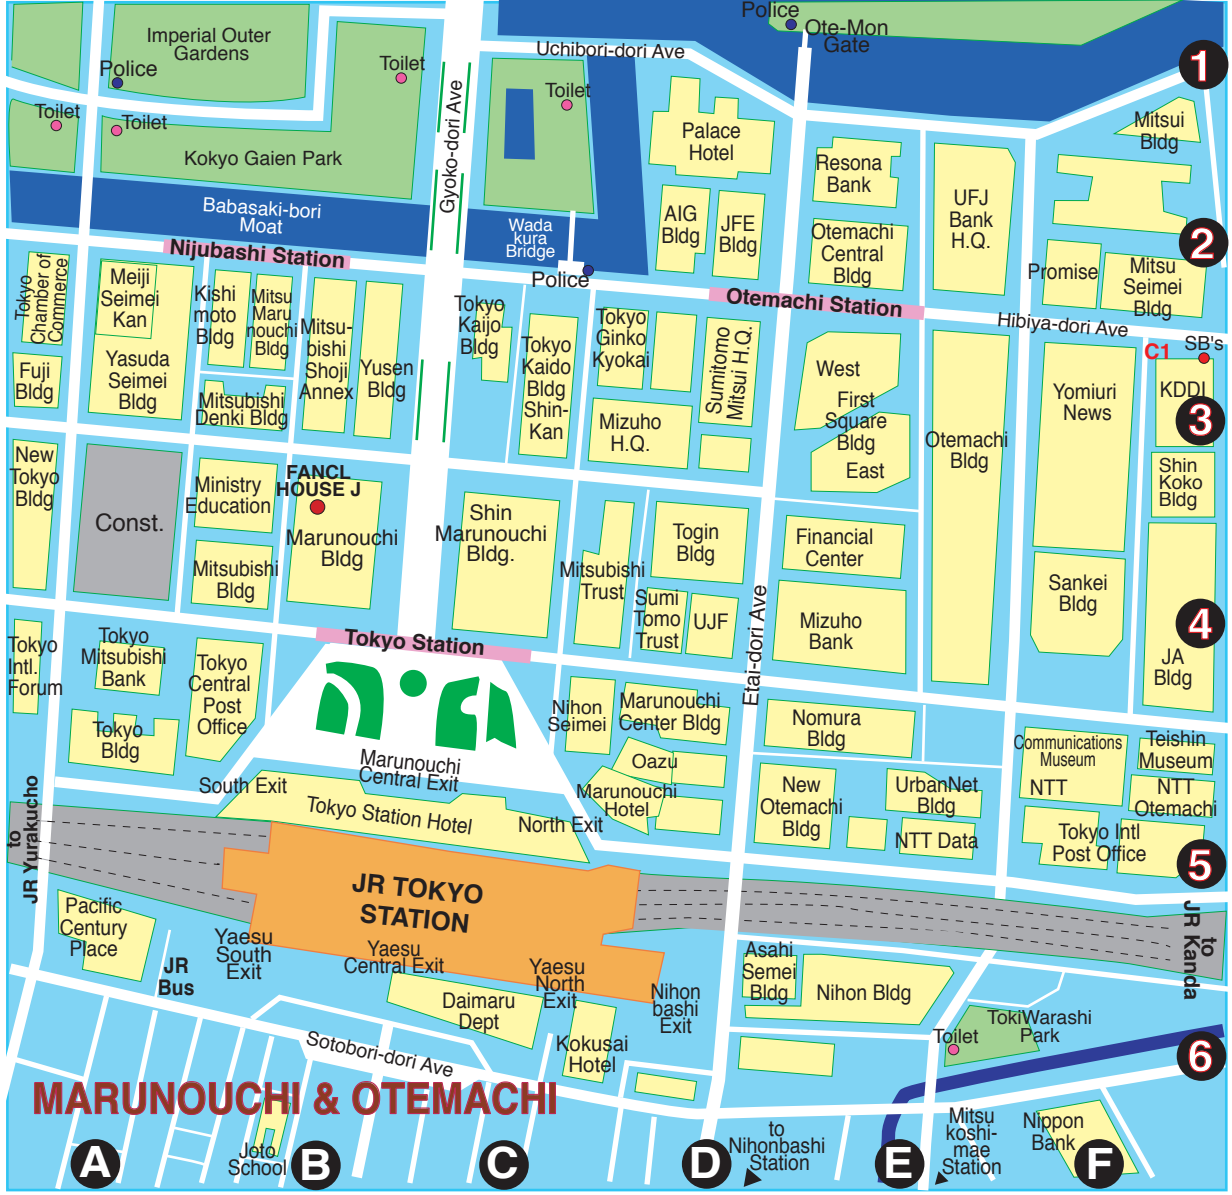 Imperial Outer
Gardens
Police
Toilet
Toilet
Toilet
Kokyo Gaien Park
Gyoko-dori Ave
Uchibori-dori Ave
Toilet
Police
Ote-Mon
Gate
1
Mitsui
Bldg
Palace
Hotel
Resona
Bank
UFJ
Bank
H.Q.
Babasaki-bori
Moat
Wada
kura
Bridge
Police
AIG
Bldg
JFE
Bldg
Otemachi
Central
Bldg
Promise
Mitsu
Seimei
Bldg
2
Nijubashi Station
Otemachi Station
Hibiya-dori Ave
Tokyo
Chamber of
Commerce
Meiji
Seimei
Kan
Kishi
moto
Bldg
Mitsu
Maru
nouchi
Bldg
Mitsu-
bishi
Shoji
Annex
Yusen
Bldg
Fuji
Bldg
Yasuda
Seimei
Bldg
Mitsubishi
Denki Bldg
Tokyo
Kaijo
Bldg
Tokyo
Kaido
Bldg
Shin-
Kan
Tokyo
Ginko
Kyokai
Mizuho
H.Q.
Sumitomo
Mitsui H.Q.
West
First
Square
Bldg
East
Otemachi
Bldg
Yomiuri
News
C1
SB's
KDDI
3
Shin
Koko
Bldg
New
Tokyo
Bldg
Const.
Ministry
Education
FANCL
HOUSE J
Marunouchi
Bldg
Mitsubishi
Bldg
Shin
Marunouchi
Bldg.
Mitsubishi
Trust
Togin
Bldg
Sumi
Tomo
Trust
UJF
Etai-dori Ave
Financial
Center
Mizuho
Bank
Sankei
Bldg
4
JA
Bldg
Tokyo Station
Tokyo
Intl.
Forum
Tokyo
Mitsubishi
Bank
Tokyo
Central
Post
Office
Tokyo
Bldg
Nihon
Seimei
Marunouchi
Center Bldg
Oazu
Marunouchi
Hotel
Nomura
Bldg
New
Otemachi
Bldg
UrbanNet
Bldg
NTT Data
Communications
Museum
NTT
Teishin
Museum
NTT
Otemachi
Tokyo Intl
Post Office
5
Marunouchi
Central Exit
South Exit
Tokyo Station Hotel
North Exit
to
JR Yurakucho
JR TOKYO
STATION
to
JR Kanda
Pacific
Century
Place
JR
Bus
Yaesu
South
Exit
Yaesu
Central Exit
Yaesu
North
Exit
Nihon
bashi
Exit
Daimaru
Dept
Kokusai
Hotel
Asahi
Semei
Bldg
Nihon Bldg
TokiWarashi
Park
Toilet
6
Sotobori-dori Ave
MARUNOUCHI & OTEMACHI
Joto
School
to
Nihonbashi
Station
Mitsu
koshi-
mae
Station
Nippon
Bank
A
B
C
D
E
F